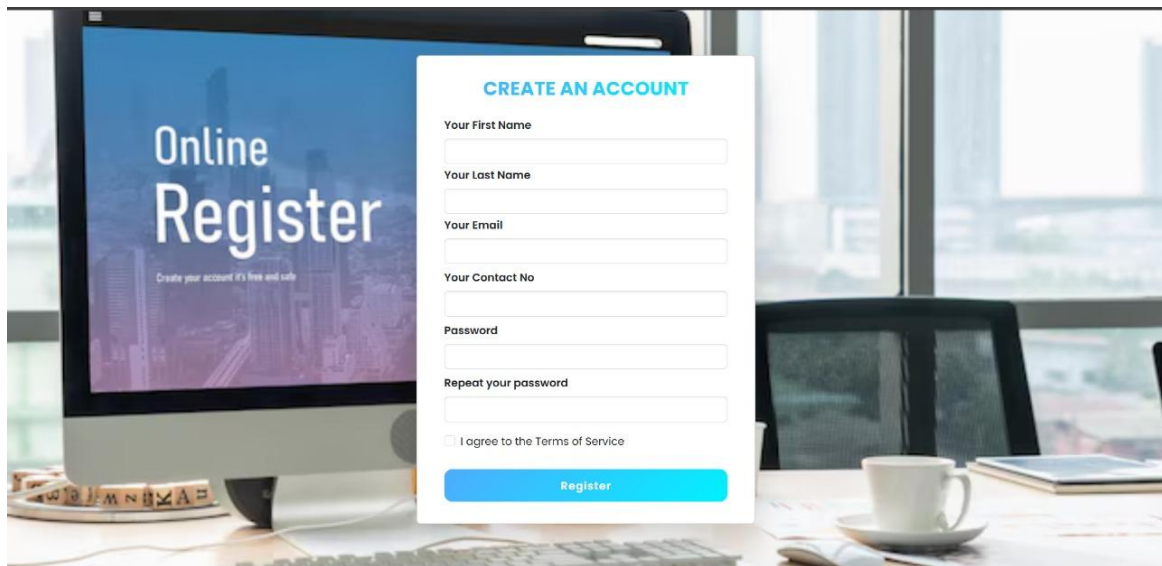 Online
Register
Create your account it's free and safe
CREATE AN ACCOUNT
Your First Name
Your Last Name
Your Email
Your Contact No
Password
Repeat your password
I agree to the Terms of Service
Register